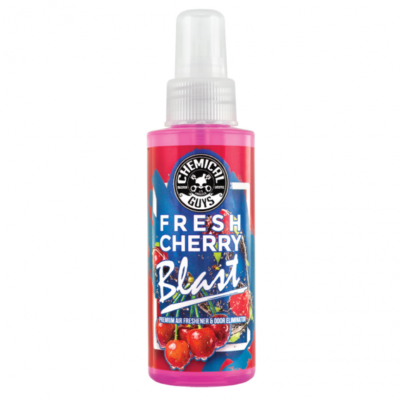 CHEMICAL
GUYS
FRESH
CHERRY
Blast
PREMIUM AIR FRESHENER & ODOR ELIMINATOR